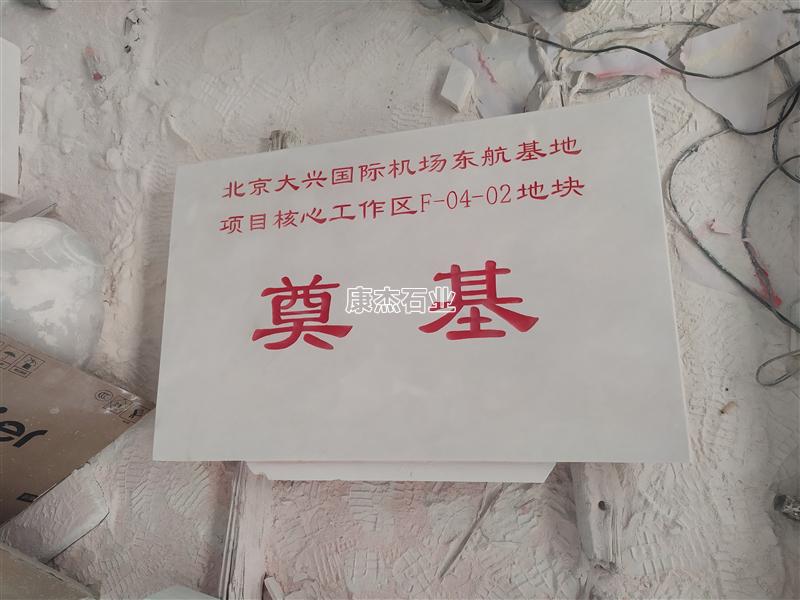 北京大兴国际机场东航基地
项目核心工作区F-04-02地块
奠基
康杰石业